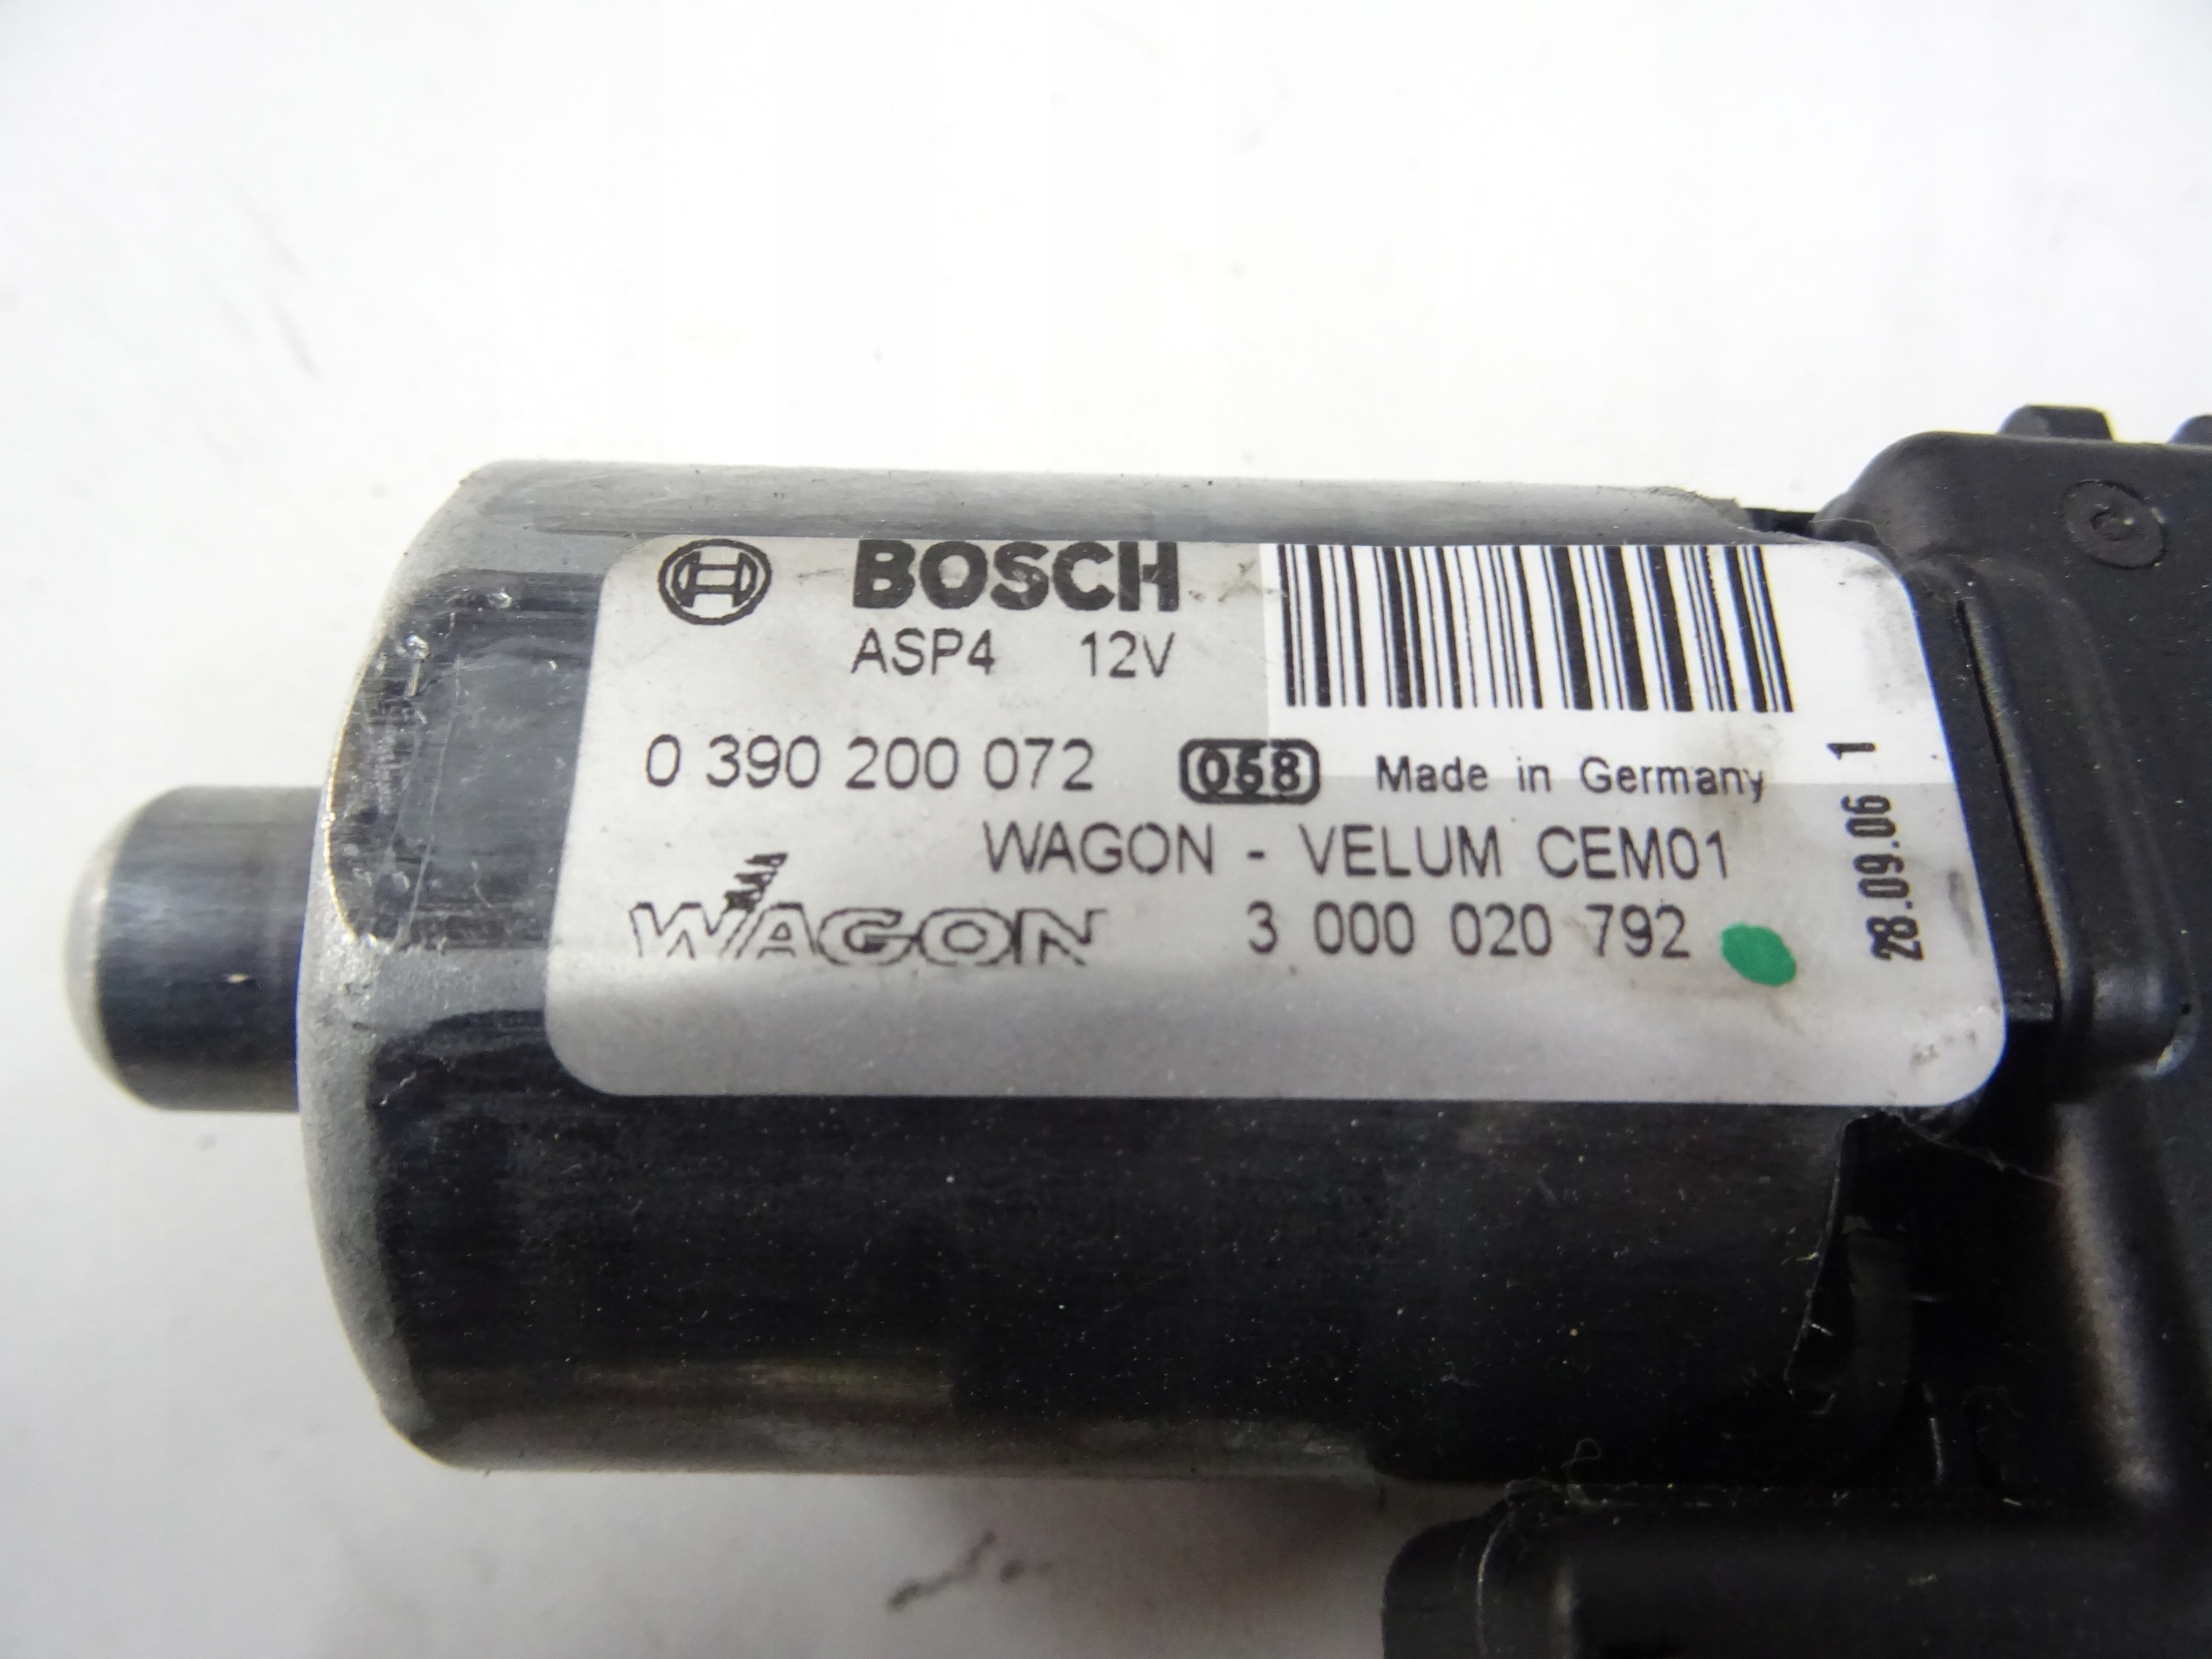 BOSCH
ASP4 12V
0 390 200 072 058 Made in Germany
WAGON - VELUM CEM01
WAGON 3 000 020 792
28.09.06 1